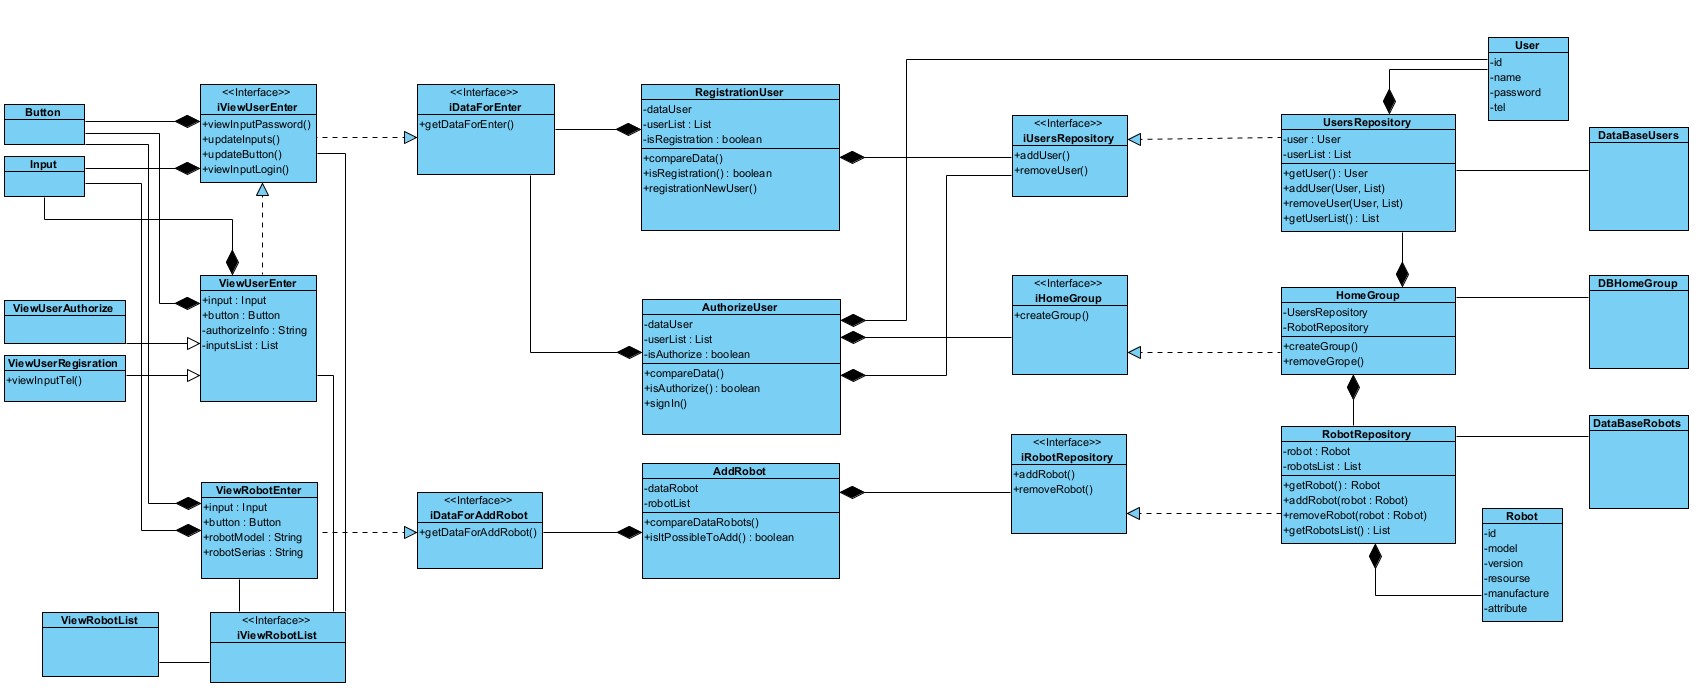 Button
Input
<<Interface>>
iViewUserEnter
+viewInputPassword()
+updateInputs()
+updateButton()
+viewInputLogin()
ViewUserEnter
+input : Input
+button : Button
-authorizeInfo : String
-inputsList : List
ViewUserAuthorize
ViewUserRegisration
+viewInputTel()
ViewRobotEnter
+input : Input
+button : Button
+robotModel : String
+robotSerias : String
ViewRobotList
<<Interface>>
iViewRobotList
<<Interface>>
iDataForEnter
+getDataForEnter()
<<Interface>>
iDataForAddRobot
+getDataForAddRobot()
RegistrationUser
-dataUser
-userList : List
-isRegistration : boolean
+compareData()
+isRegistration() : boolean
+registrationNewUser()
AuthorizeUser
-dataUser
-userList : List
-isAuthorize : boolean
+compareData()
+isAuthorize() : boolean
+signIn()
AddRobot
-dataRobot
-robotList
+compareDataRobots()
+isItPossibleToAdd() : boolean
<<Interface>>
iUsersRepository
+addUser()
+removeUser()
<<Interface>>
iHomeGroup
+createGroup()
<<Interface>>
iRobotRepository
+addRobot()
+removeRobot()
User
-id
-name
-password
-tel
UsersRepository
-user : User
-userList : List
+getUser() : User
+addUser(User, List)
+removeUser(User, List)
+getUserList() : List
DataBaseUsers
HomeGroup
-UsersRepository
-RobotRepository
+createGroup()
+removeGrope()
DBHomeGroup
RobotRepository
-robot : Robot
-robotsList : List
+getRobot() : Robot
+addRobot(robot : Robot)
+removeRobot(robot : Robot)
+getRobotsList() : List
DataBaseRobots
Robot
-id
-model
-version
-resourse
-manufacture
-attribute